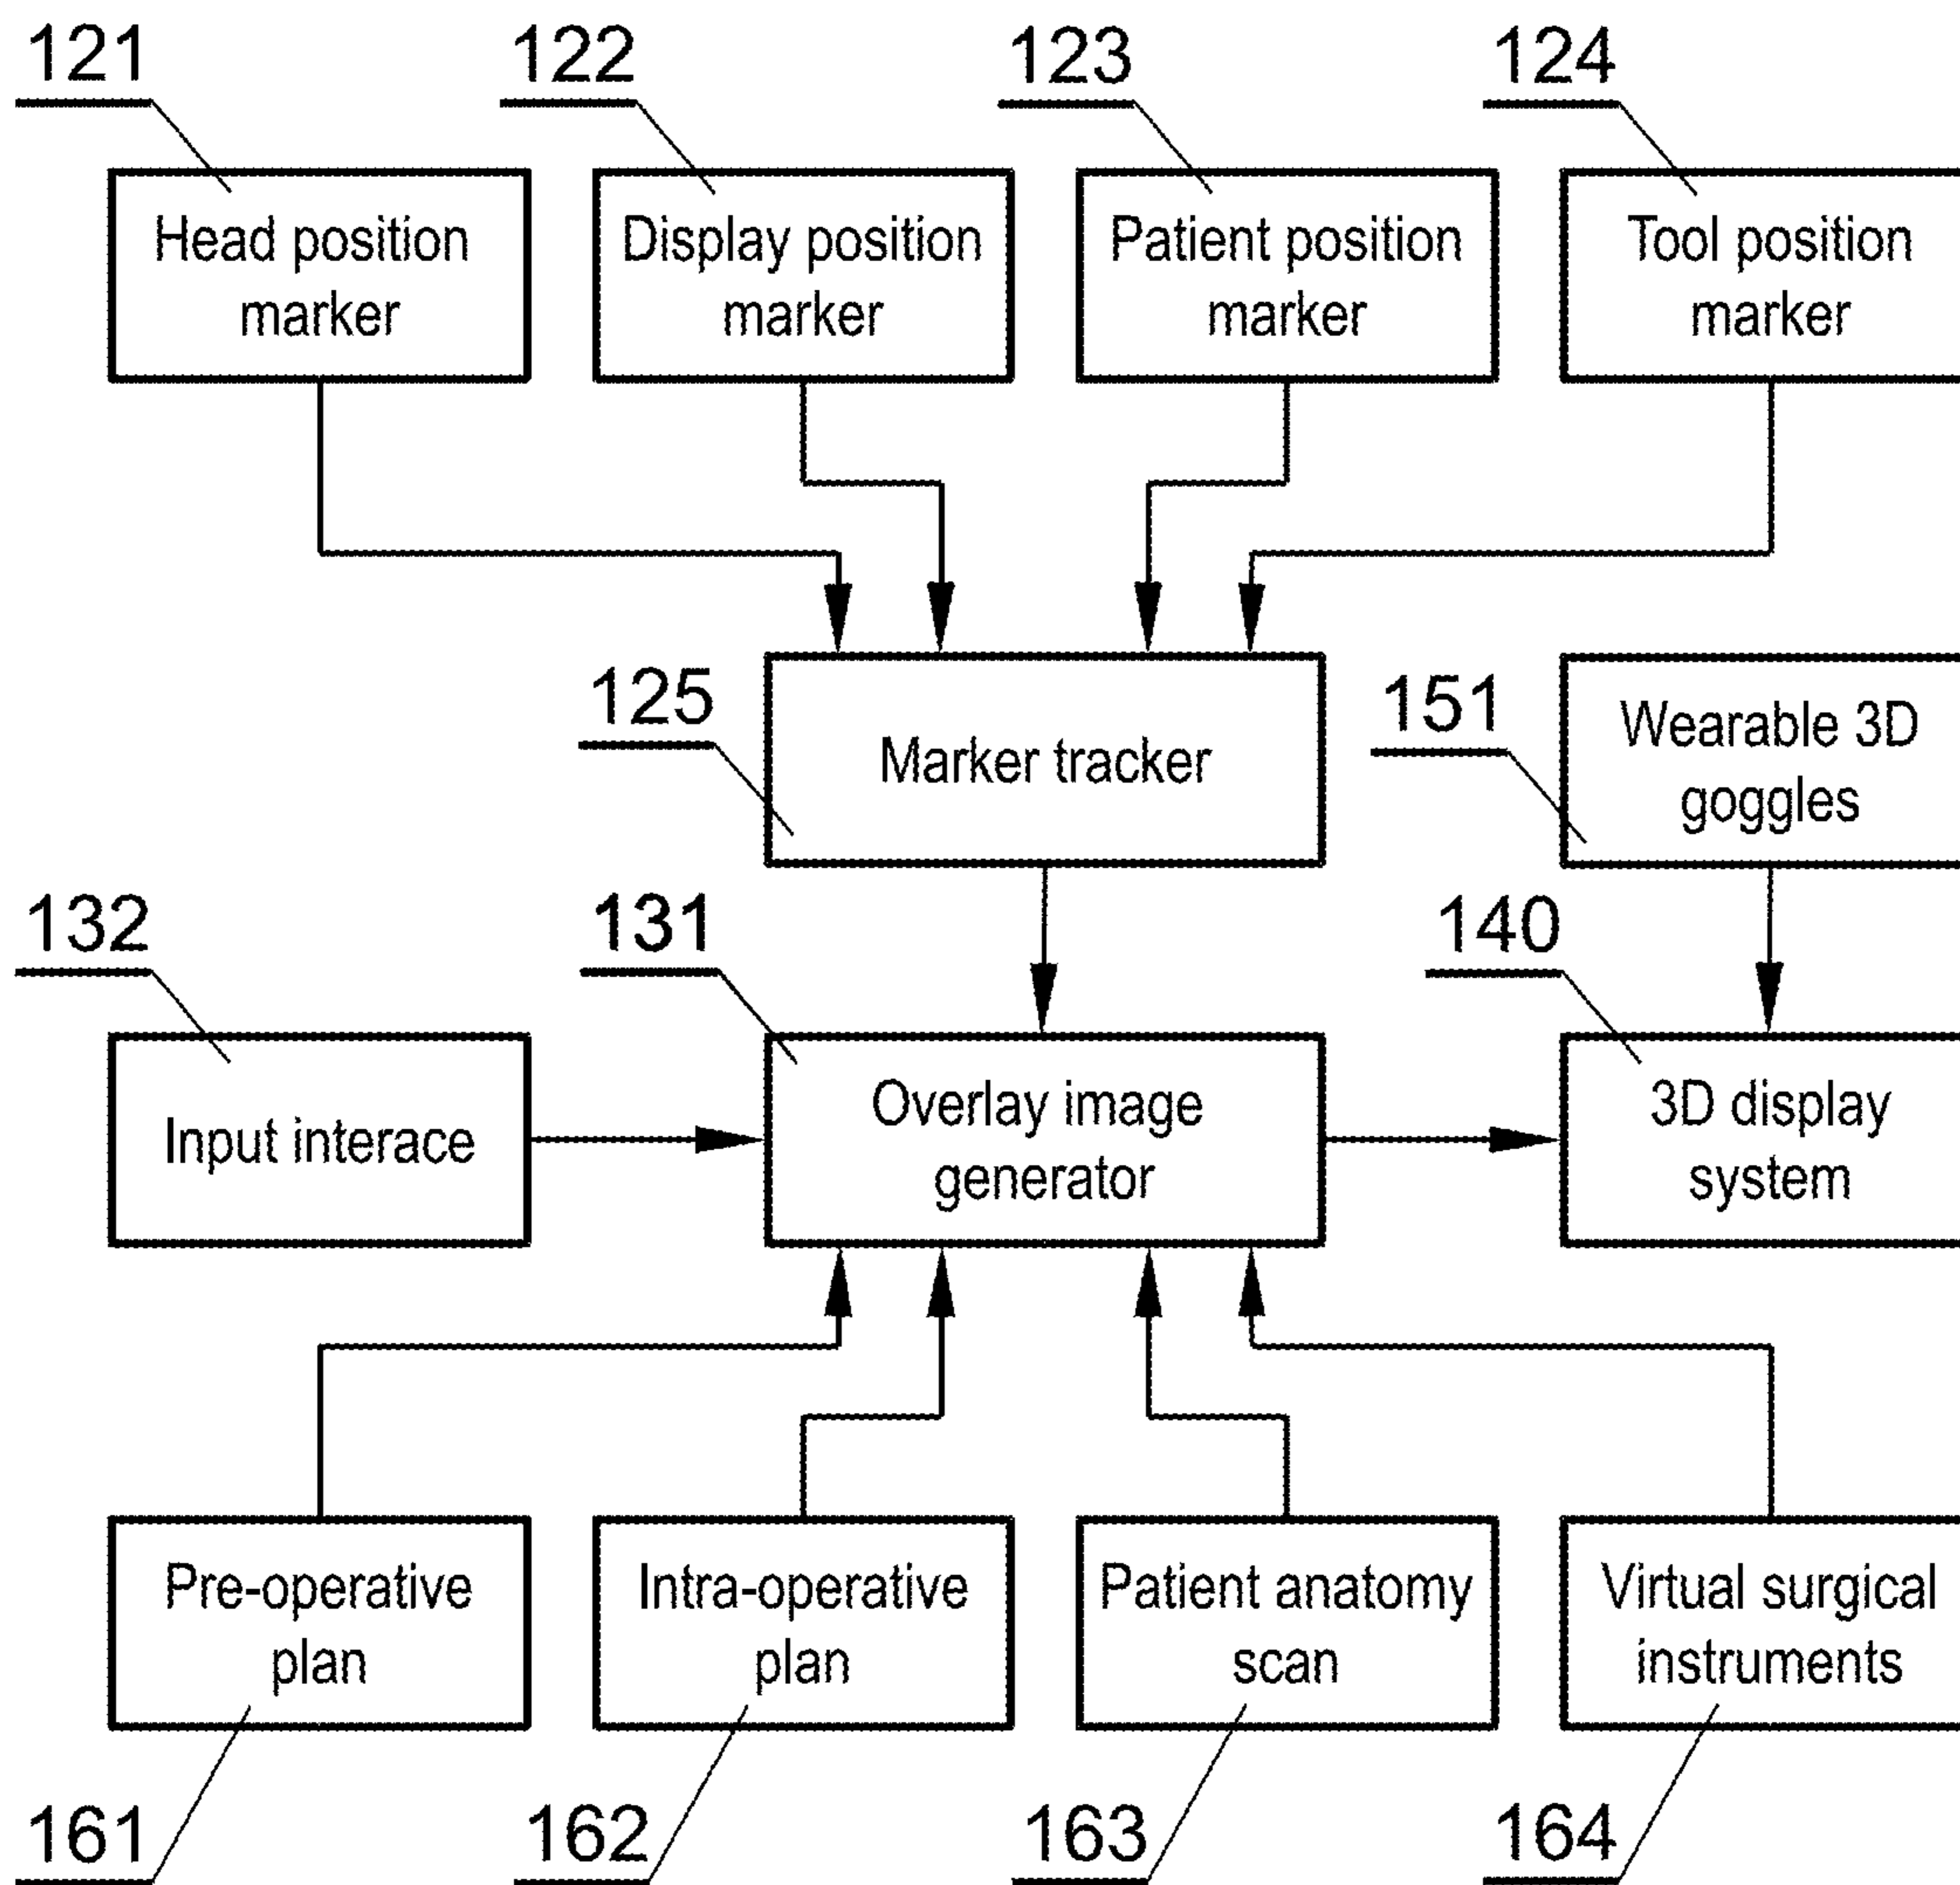 121
122
123
124
Head position
marker
Display position
marker
Patient position
marker
Tool position
marker
125
Marker tracker
151
Wearable 3D
goggles
132
131
140
Input interace
Overlay image
generator
3D display
system
Pre-operative
plan
Intra-operative
plan
Patient anatomy
scan
Virtual surgical
instruments
161
162
163
164